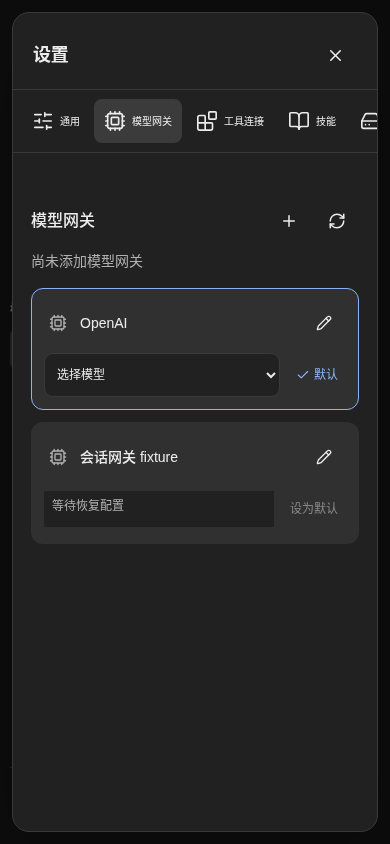 设置
通用
模型网关
工具连接
技能
模型网关
尚未添加模型网关
OpenAI
选择模型
默认
会话网关 fixture
等待恢复配置
设为默认